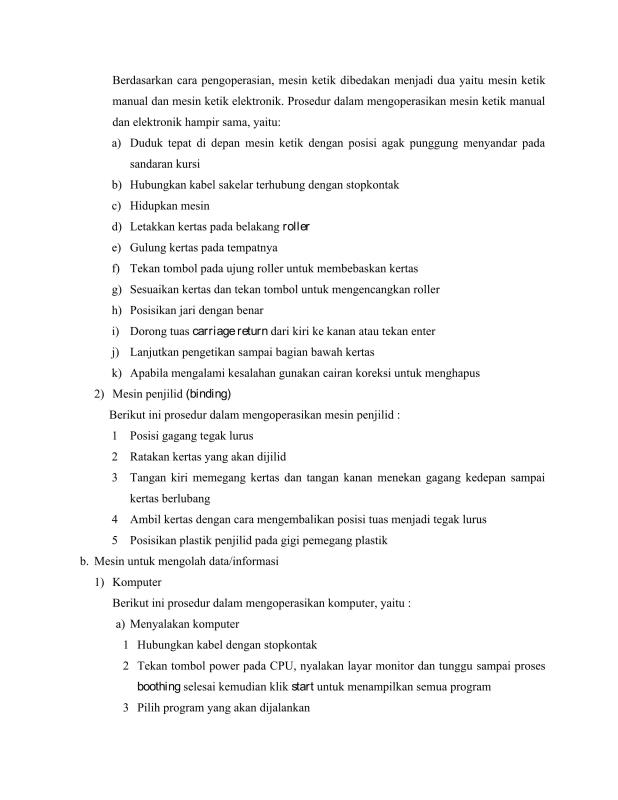 Berdasarkan cara pengoperasian, mesin ketik dibedakan menjadi dua yaitu mesin ketik
manual dan mesin ketik elektronik. Prosedur dalam mengoperasikan mesin ketik manual
dan elektronik hampir sama, yaitu:
a) Duduk tepat di depan mesin ketik dengan posisi agak punggung menyandar pada
sandaran kursi
b) Hubungkan kabel sakelar terhubung dengan stopkontak
c) Hidupkan mesin
d) Letakkan kertas pada belakang roller
e) Gulung kertas pada tempatnya
f) Tekan tombol pada ujung roller untuk membebaskan kertas
g) Sesuaikan kertas dan tekan tombol untuk mengencangkan roller
h) Posisikan jari dengan benar
i) Dorong tuas carriage return dari kiri ke kanan atau tekan enter
j) Lanjutkan pengetikan sampai bagian bawah kertas
k) Apabila mengalami kesalahan gunakan cairan koreksi untuk menghapus
2) Mesin penjilid (binding)
Berikut ini prosedur dalam mengoperasikan mesin penjilid :
1 Posisi gagang tegak lurus
2 Ratakan kertas yang akan dijilid
3 Tangan kiri memegang kertas dan tangan kanan menekan gagang kedepan sampai
kertas berlubang
4 Ambil kertas dengan cara mengembalikan posisi tuas menjadi tegak lurus
5 Posisikan plastik penjilid pada gigi pemegang plastik
b. Mesin untuk mengolah data/informasi
1) Komputer
Berikut ini prosedur dalam mengoperasikan komputer, yaitu :
a) Menyalakan komputer
1 Hubungkan kabel dengan stopkontak
2 Tekan tombol power pada CPU, nyalakan layar monitor dan tunggu sampai proses
boothing selesai kemudian klik start untuk menampilkan semua program
3 Pilih program yang akan dijalankan